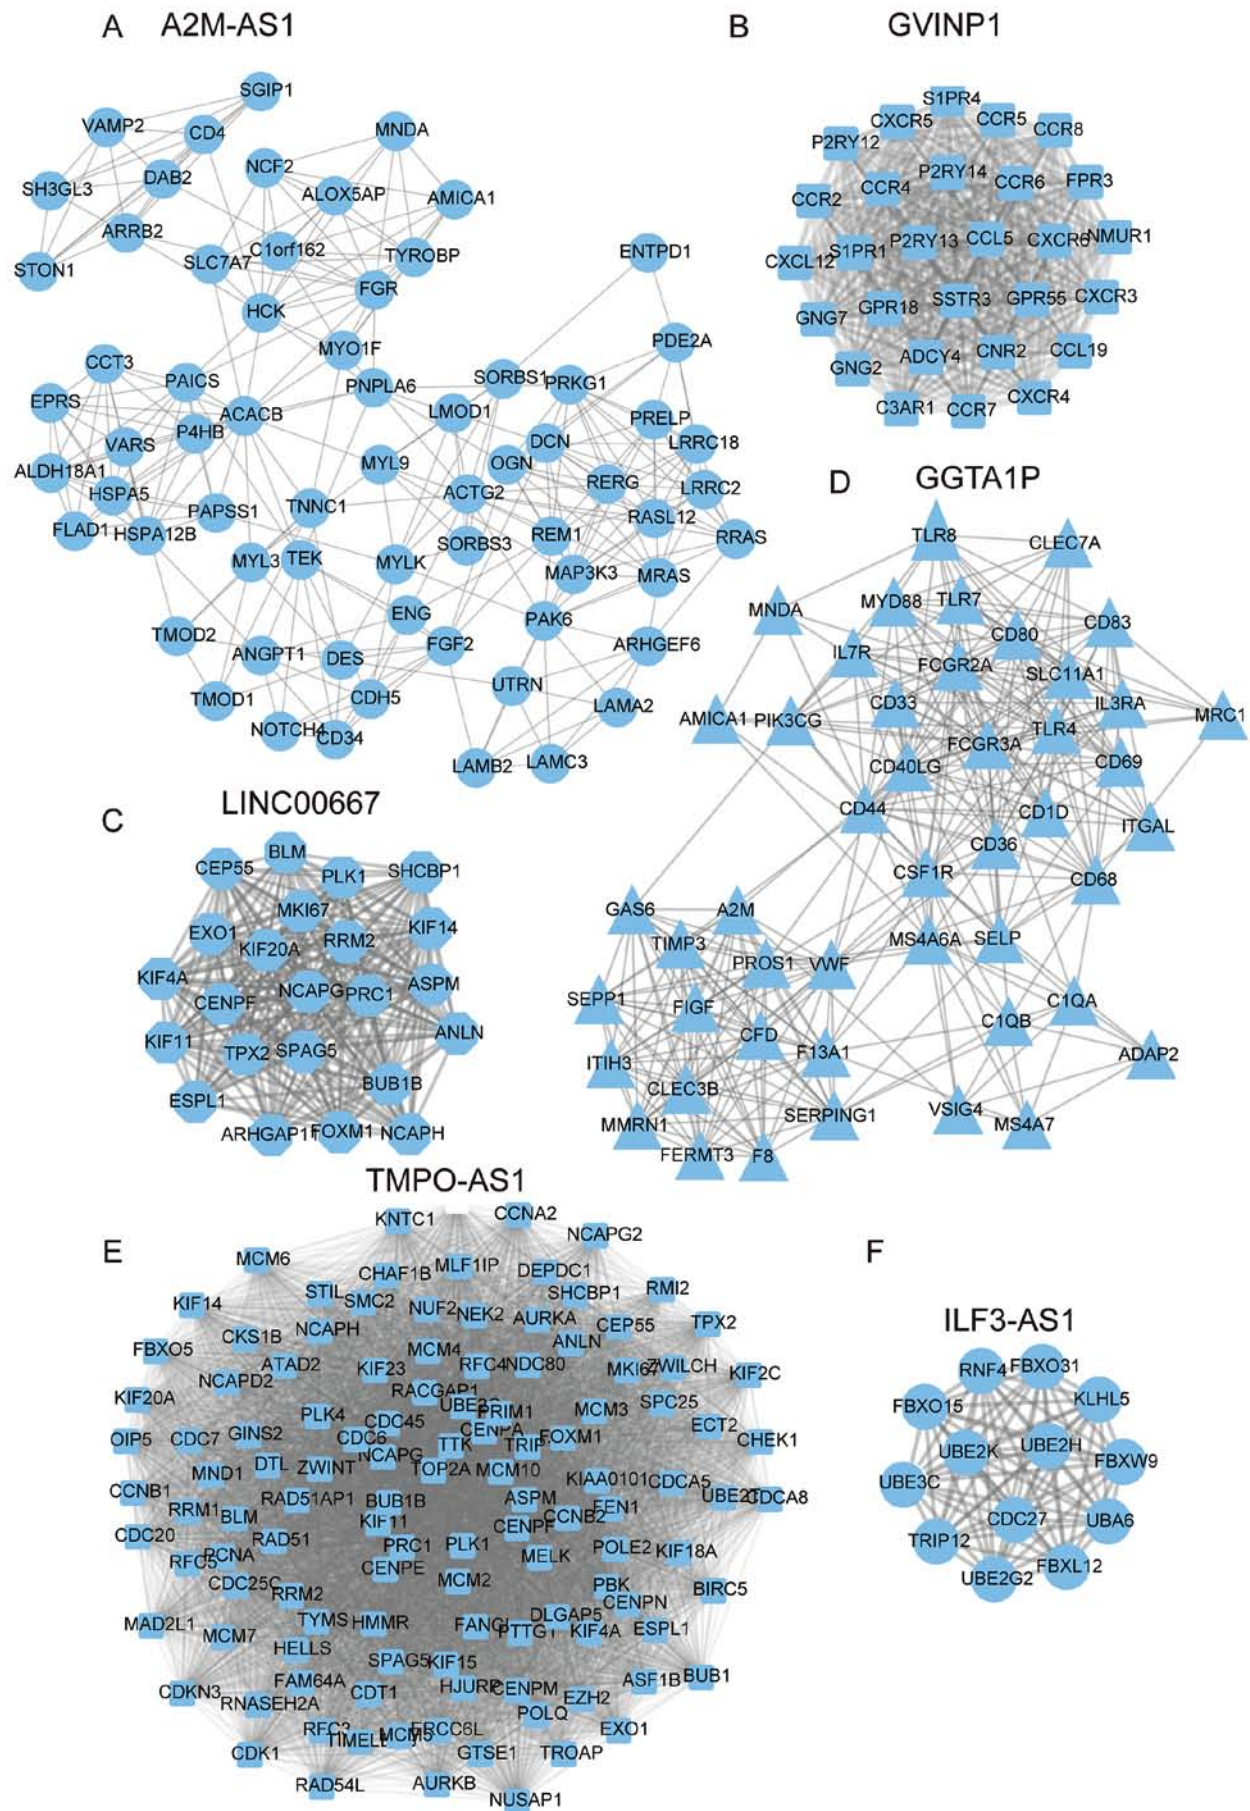 A A2M-AS1
SGIP1
VAMP2
CD4
MNDA
NCF2
DAB2
SH3GL3
ALOX5AP
AMICA1
ARRB2
C1orf162
SLC7A7
TYROBP
STON1
FGR
HCK
ENTPD1
MYO1F
PDE2A
CCT3
PAICS
PNPLA6
SORBS1
PRKG1
EPRS
ACACB
LMOD1
PRELP
P4HB
VARS
DCN
LRRC18
ALDH18A1
MYL9
OGN
HSPA5
ACTG2
RERG
LRRC2
PAPSS1
TNNC1
RASL12
FLAD1
HSPA12B
SORBS3
REM1
RRAS
MYL3
TEK
MYLK
MAP3K3
MRAS
ENG
PAK6
TMOD2
ANGPT1
DES
FGF2
ARHGEF6
UTRN
TMOD1
CDH5
LAMA2
NOTCH4
CD34
LAMB2
LAMC3
B GVINP1
S1PR4
CXCR5
CCR5
CCR8
P2RY12
P2RY14
CCR6
FPR3
CCR4
CCR2
NMUR1
P2RY13
CCL5
CXCR6
S1PR1
CXCL12
CXCR3
GPR18
SSTR3
GPR55
GNG7
ADCY4
CNR2
CCL19
GNG2
CXCR4
C3AR1
CCR7
C LINC00667
BLM
CEP55
PLK1
SHCBP1
MKI67
EXO1
KIF20A
RRM2
KIF14
KIF4A
CENPF
NCAPG
PRC1
ASPM
ANLN
KIF11
TPX2
SPAG5
BUB1B
ESPL1
ARHGAP11
FOXM1
NCAPH
D GGTA1P
TLR8
CLEC7A
MNDA
MYD88
TLR7
CD83
CD80
IL7R
FCGR2A
SLC11A1
AMICA1
PIK3CG
CD33
IL3RA
MRC1
TLR4
FCGR3A
CD40LG
CD69
CD44
CD1D
ITGAL
CD36
CSF1R
CD68
GAS6
A2M
TIMP3
MS4A6A
SELP
PROS1
VWF
SEPP1
FIGF
C1QA
C1QB
CFD
F13A1
ADAP2
ITIH3
CLEC3B
MMRN1
SERPING1
VSIG4
MS4A7
FERMT3
F8
E TMPO-AS1
KNTC1
CCNA2
NCAPG2
MCM6
MLF1IP
CHAF1B
DEPDC1
STIL
SMC2
SHCBP1
RMI2
KIF14
NUF2
NEK2
AURKA
CKS1B
NCAPH
ANLN
CEP55
TPX2
FBXO5
ATAD2
MCM4
NCAPD2
KIF23
RFC4
NDC80
MKI67
ZWILCH
KIF2C
KIF20A
RACGAP1
PLK4
PRIM1
MCM3
SPC25
CDC45
CENPA
ECT2
OIP5
CDC7
GINS2
CDC6
TTK
FOXM1
CHEK1
NCAPG
MND1
DTL
ZWINT
TOP2A
MCM10
KIAA0101
CDCA5
CCNB1
RAD51AP1
BUB1B
ASPM
FEN1
UBE2T
CDCA8
RRM1
BLM
KIF11
CCNB2
CENPF
CDC20
RAD51
PRC1
PLK1
POLE2
KIF18A
RFC5
PCNA
CENPE
MELK
CDC25C
MCM2
PBK
BIRC5
RRM2
CENPN
MAD2L1
TYMS
HMMR
DLGAP5
PTTG1
KIF4A
ESPL1
MCM7
HELLS
SPAG5
KIF15
CDKN3
FAM64A
HJURP
CENPM
ASF1B
BUB1
RNASEH2A
CDT1
EZH2
POLQ
MCM5
ERCC6L
EXO1
CDK1
GTSE1
TROAP
RAD54L
AURKB
NUSAP1
F ILF3-AS1
RNF4
FBXO31
FBXO15
KLHL5
UBE2K
UBE2H
FBXW9
UBE3C
CDC27
UBA6
TRIP12
FBXL12
UBE2G2